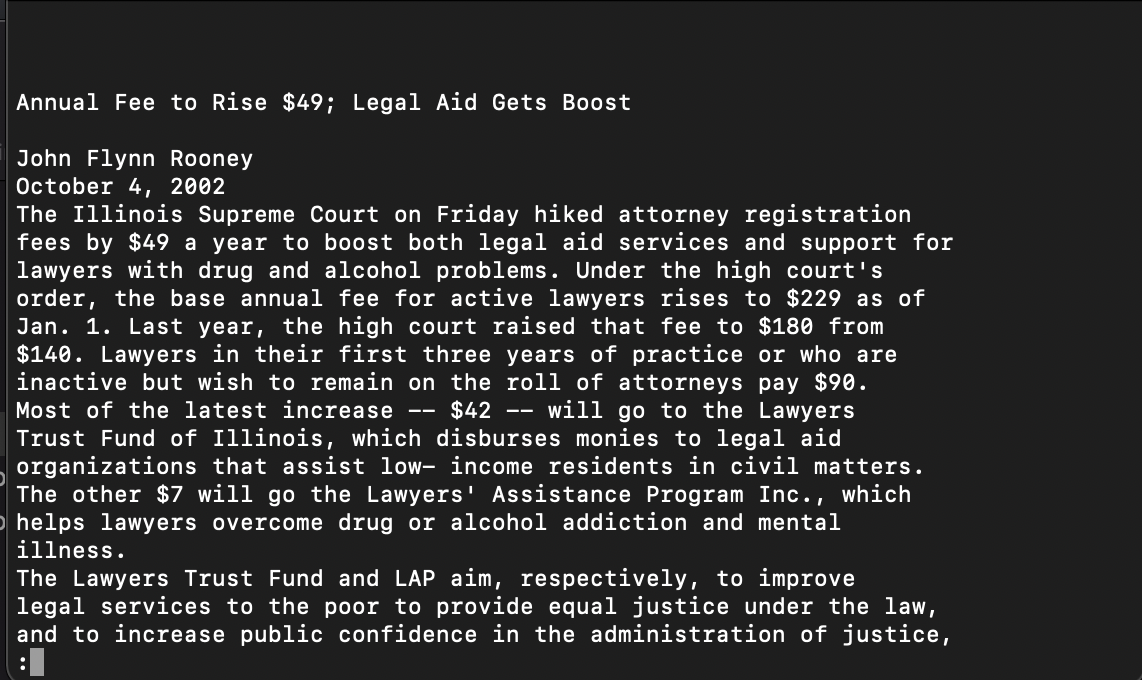 Annual Fee to Rise $49; Legal Aid Gets Boost
John Flynn Rooney
October 4, 2002
The Illinois Supreme Court on Friday hiked attorney registration
fees by $49 a year to boost both legal aid services and support for
lawyers with drug and alcohol problems. Under the high court's
order, the base annual fee for active lawyers rises to $229 as of
Jan. 1. Last year, the high court raised that fee to $180 from
$140. Lawyers in their first three years of practice or who are
inactive but wish to remain on the roll of attorneys pay $90.
Most of the latest increase -- $42 -- will go to the Lawyers
Trust Fund of Illinois, which disburses monies to legal aid
organizations that assist low- income residents in civil matters.
The other $7 will go the Lawyers' Assistance Program Inc., which
helps lawyers overcome drug or alcohol addiction and mental
illness.
The Lawyers Trust Fund and LAP aim, respectively, to improve
legal services to the poor to provide equal justice under the law,
and to increase public confidence in the administration of justice,
: